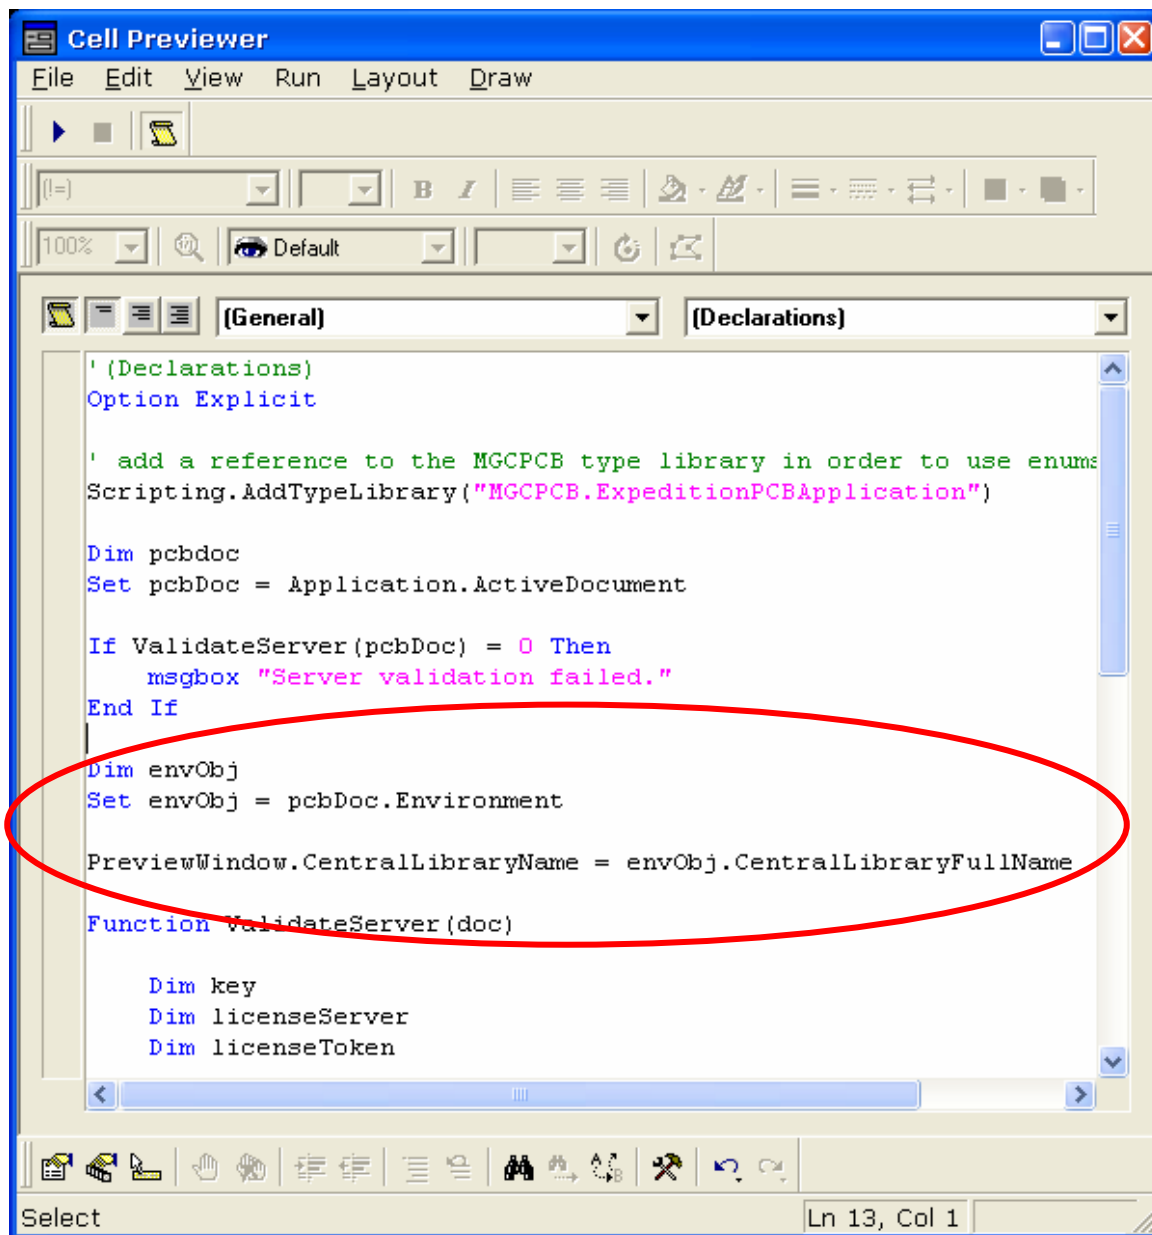 Cell Previewer
File Edit View Run Layout Draw
(!=) B I
100% Default
(General) (Declarations)
' (Declarations)
Option Explicit
' add a reference to the MGCPCB type library in order to use enums
Scripting.AddTypeLibrary("MGCPCB.ExpeditionPCBApplication")
Dim pcbdoc
Set pcbDoc = Application.ActiveDocument
If ValidateServer(pcbDoc) = 0 Then
msgbox "Server validation failed."
End If
Dim envObj
Set envObj = pcbDoc.Environment
PreviewWindow.CentralLibraryName = envObj.CentralLibraryFullName
Function ValidateServer(doc)
Dim key
Dim licenseServer
Dim licenseToken
Select Ln 13, Col 1